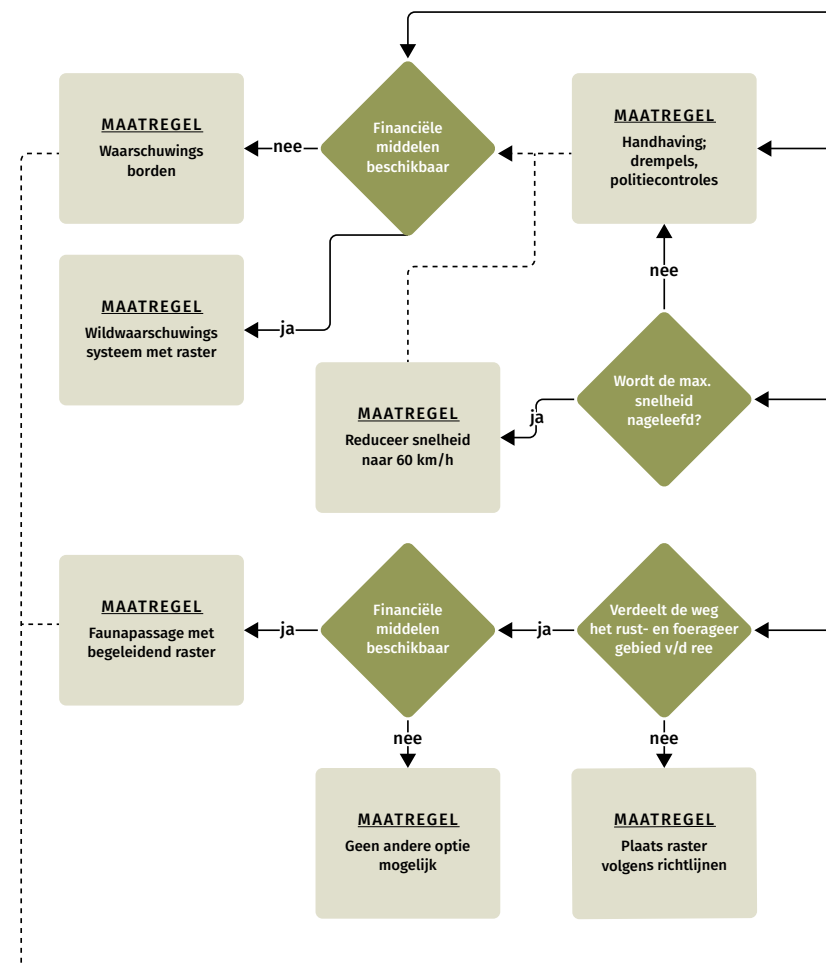 MAATREGEL
Waarschuwings
borden
nee
Financiële
middelen
beschikbaar
MAATREGEL
Handhaving;
drempels,
politiecontroles
nee
MAATREGEL
Wildwaarschuwings
systeem met raster
ja
MAATREGEL
Reduceer snelheid
naar 60 km/h
ja
Wordt de max.
snelheid
nageleefd?
MAATREGEL
Faunapassage met
begeleidend raster
ja
Financiële
middelen
beschikbaar
ja
Verdeelt de weg
het rust- en foerageer
gebied v/d ree
nee
nee
MAATREGEL
Geen andere optie
mogelijk
MAATREGEL
Plaats raster
volgens richtlijnen